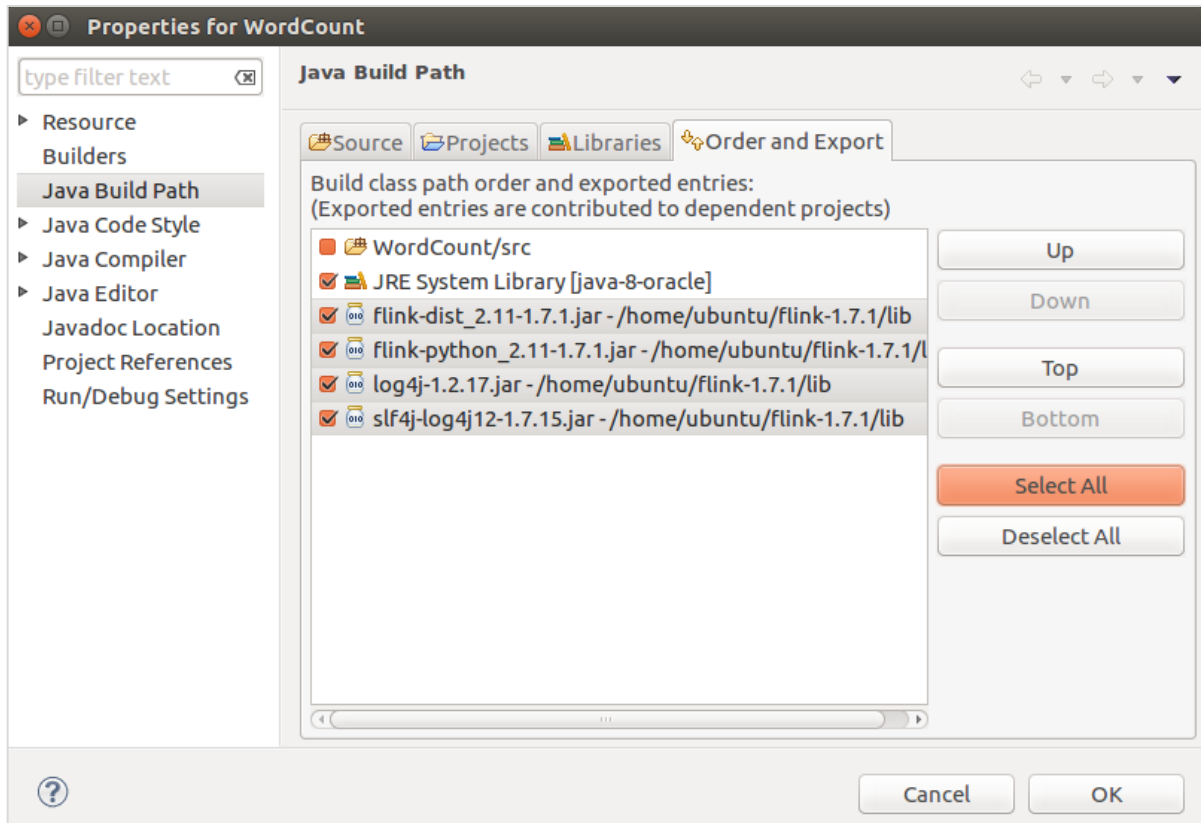 Properties for WordCount
type filter text
Resource
Builders
Java Build Path
Java Code Style
Java Compiler
Java Editor
Javadoc Location
Project References
Run/Debug Settings
Java Build Path
Source Projects Libraries Order and Export
Build class path order and exported entries:
(Exported entries are contributed to dependent projects)
WordCount/src
JRE System Library [java-8-oracle]
flink-dist_2.11-1.7.1.jar - /home/ubuntu/flink-1.7.1/lib
flink-python_2.11-1.7.1.jar - /home/ubuntu/flink-1.7.1/l
log4j-1.2.17.jar - /home/ubuntu/flink-1.7.1/lib
slf4j-log4j12-1.7.15.jar - /home/ubuntu/flink-1.7.1/lib
Up
Down
Top
Bottom
Select All
Deselect All
Cancel OK